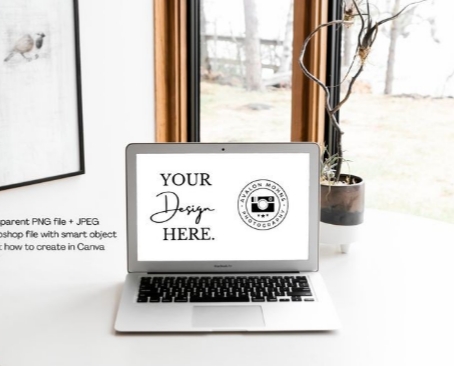 YOUR
Design
HERE.
AVALON MOHNS
PHOTOGRAPHY
parent PNG file + JPEG
oshop file with smart object
t how to create in Canva